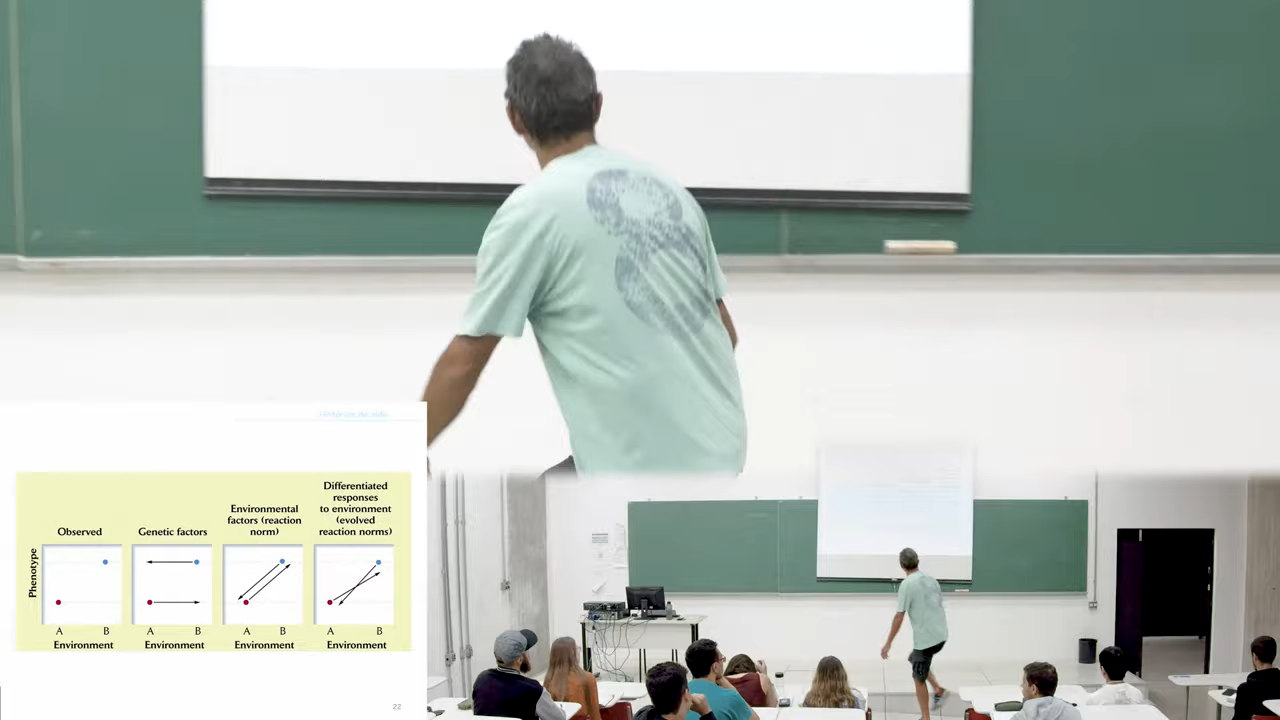 Differentiated
responses
to environment
(evolved
reaction norms)
Environmental
factors (reaction
norm)
Genetic factors
Observed
Phenotype
A B
A B
A B
A B
Environment
Environment
Environment
Environment
22